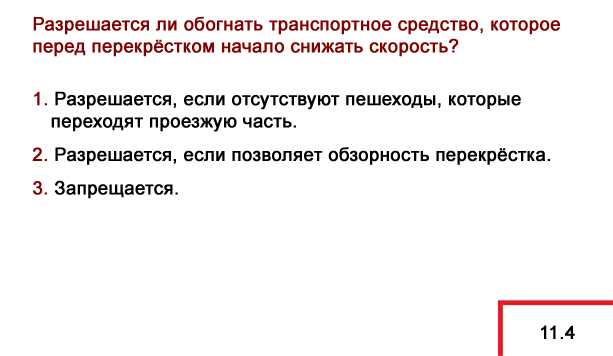 Разрешается ли обогнать транспортное средство, которое
перед перекрёстком начало снижать скорость?
1. Разрешается, если отсутствуют пешеходы, которые
переходят проезжую часть.
2. Разрешается, если позволяет обзорность перекрёстка.
3. Запрещается.
11.4